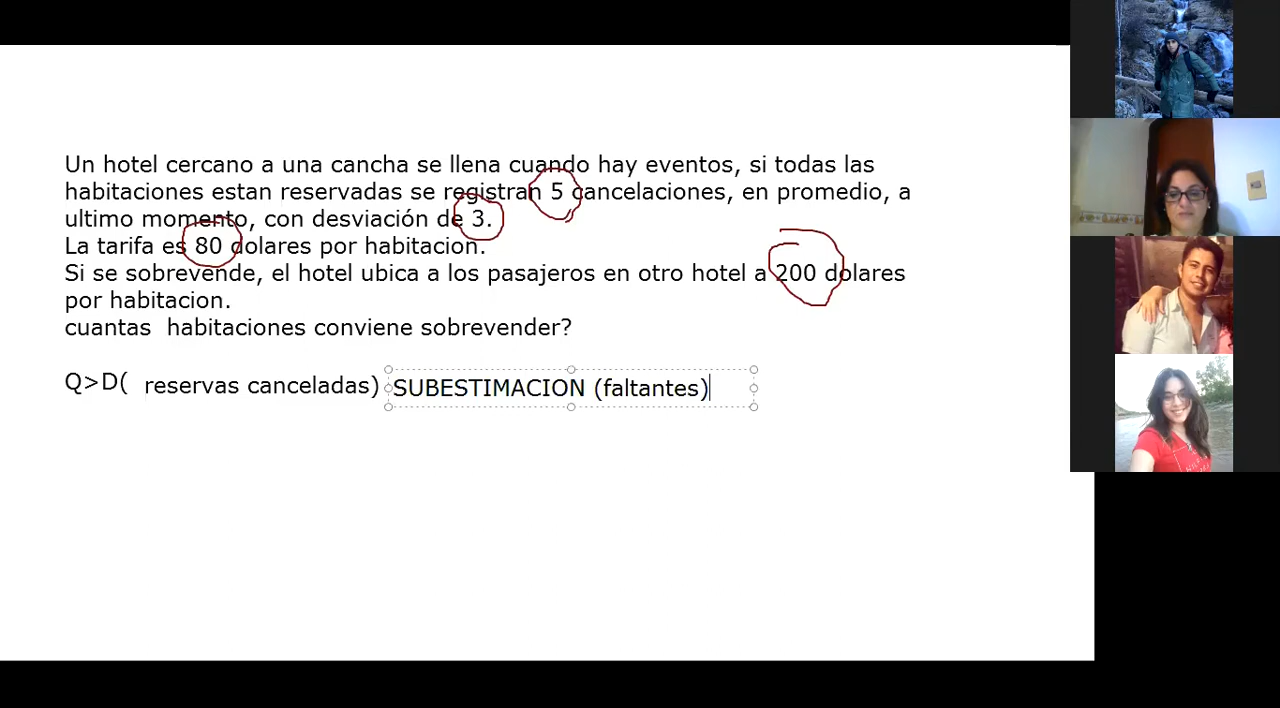 Un hotel cercano a una cancha se llena cuando hay eventos, si todas las
habitaciones estan reservadas se registran 5 cancelaciones, en promedio, a
ultimo momento, con desviación de 3.
La tarifa es 80 dolares por habitacion.
Si se sobrevende, el hotel ubica a los pasajeros en otro hotel a 200 dolares
por habitacion.
cuantas  habitaciones conviene sobrevender?
Q>D(  reservas canceladas) SUBESTIMACION (faltantes)